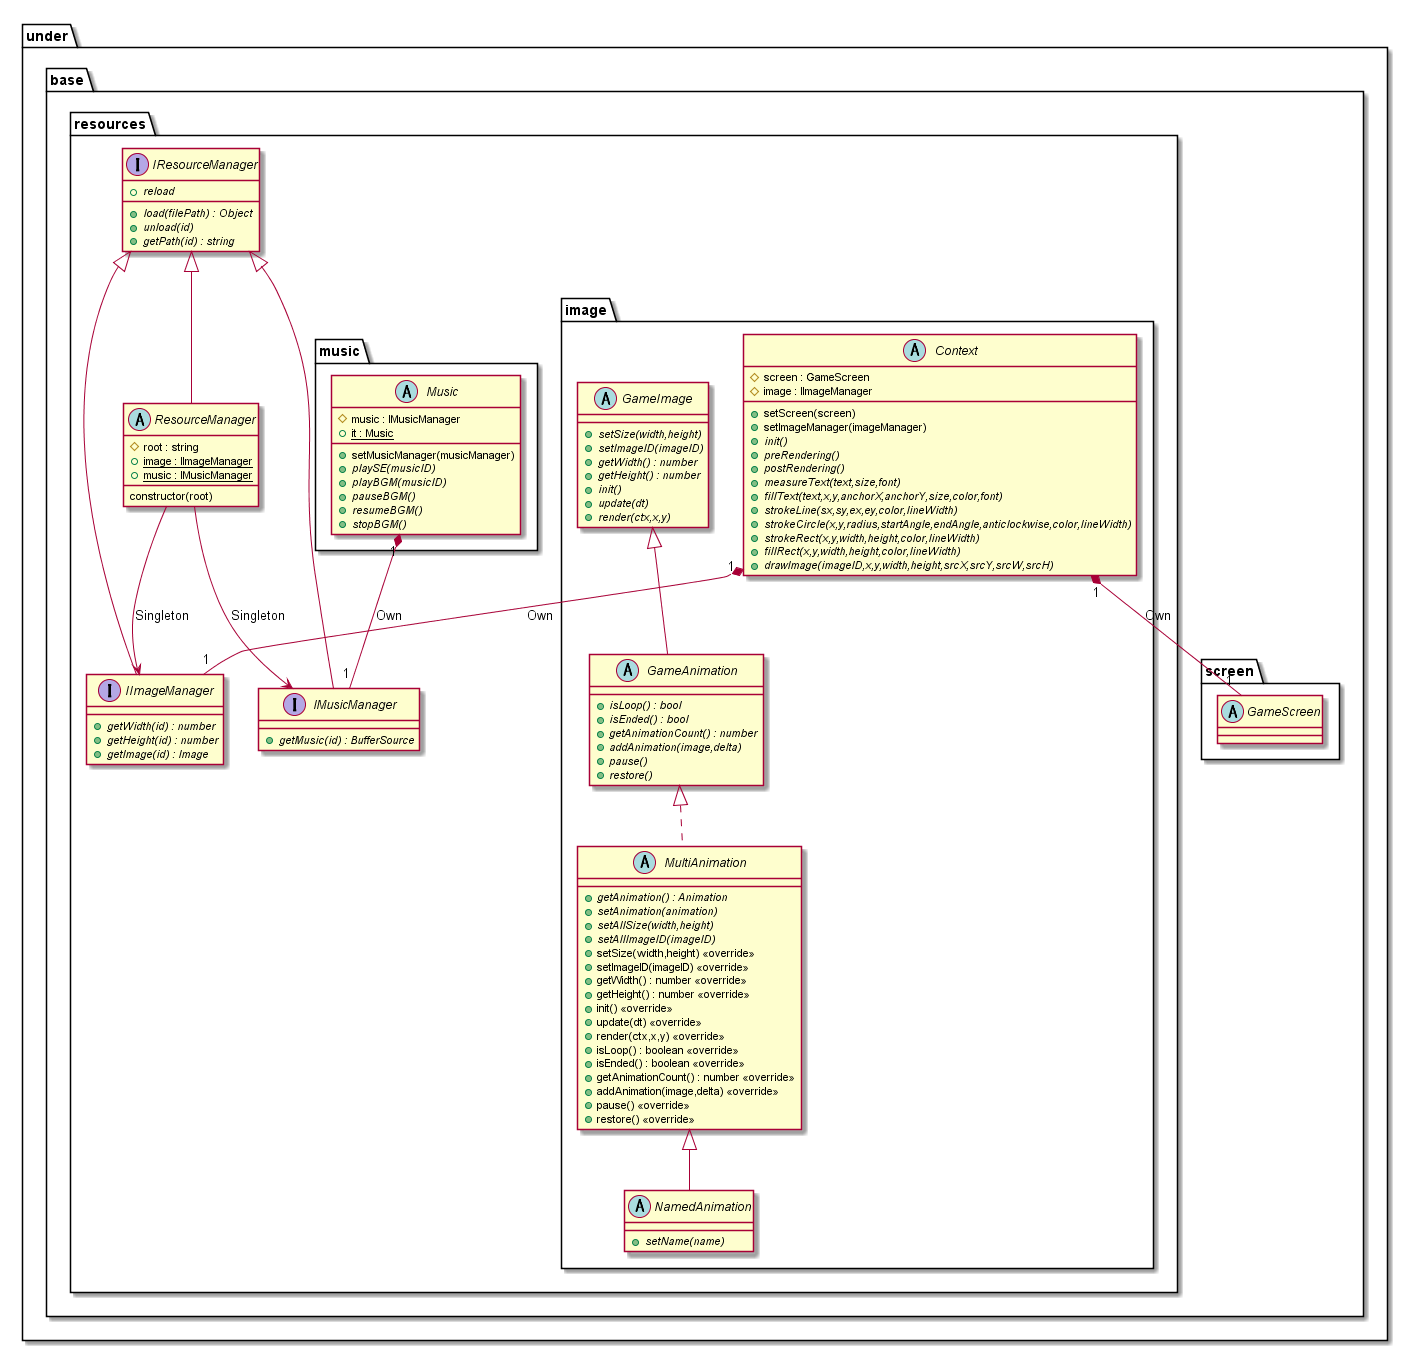 under
base
resources
I IResourceManager
reload
load(filePath) : Object
unload(id)
getPath(id) : string
image
music
A Context
screen : GameScreen
image : IImageManager
setScreen(screen)
setImageManager(imageManager)
init()
preRendering()
postRendering()
measureText(text,size,font)
fillText(text,x,y,anchorX,anchorY,size,color,font)
strokeLine(sx,sy,ex,ey,color,lineWidth)
strokeCircle(x,y,radius,startAngle,endAngle,anticlockwise,color,lineWidth)
strokeRect(x,y,width,height,color,lineWidth)
fillRect(x,y,width,height,color,lineWidth)
drawImage(imageID,x,y,width,height,srcX,srcY,srcW,srcH)
A Music
music : IMusicManager
it : Music
setMusicManager(musicManager)
playSE(musicID)
playBGM(musicID)
pauseBGM()
resumeBGM()
stopBGM()
A GameImage
setSize(width,height)
setImageID(imageID)
getWidth() : number
getHeight() : number
init()
update(dt)
render(ctx,x,y)
A ResourceManager
root : string
image : IImageManager
music : IMusicManager
constructor(root)
1
1
1
Singleton
Singleton
Own
Own
Own
1
1
1
screen
A GameScreen
I IImageManager
getWidth(id) : number
getHeight(id) : number
getImage(id) : Image
I IMusicManager
getMusic(id) : BufferSource
A GameAnimation
isLoop() : bool
isEnded() : bool
getAnimationCount() : number
addAnimation(image,delta)
pause()
restore()
A MultiAnimation
getAnimation() : Animation
setAnimation(animation)
setAllSize(width,height)
setAllImageID(imageID)
setSize(width,height) «override»
setImageID(imageID) «override»
getWidth() : number «override»
getHeight() : number «override»
init() «override»
update(dt) «override»
render(ctx,x,y) «override»
isLoop() : boolean «override»
isEnded() : boolean «override»
getAnimationCount() : number «override»
addAnimation(image,delta) «override»
pause() «override»
restore() «override»
A NamedAnimation
setName(name)